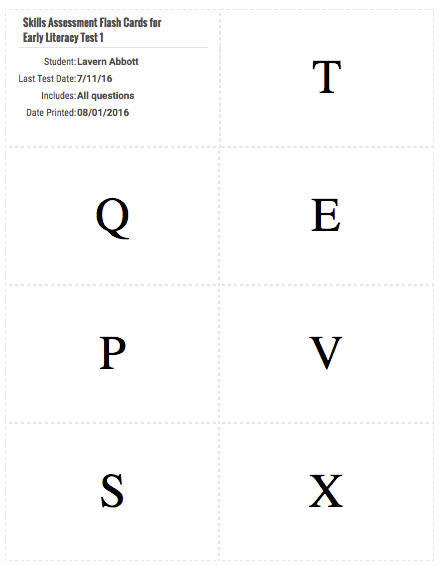 Skills Assessment Flash Cards for
Early Literacy Test 1
Student: Lavern Abbott
Last Test Date: 7/11/16
Includes: All questions
Date Printed: 08/01/2016
T
Q
E
P
V
S
X